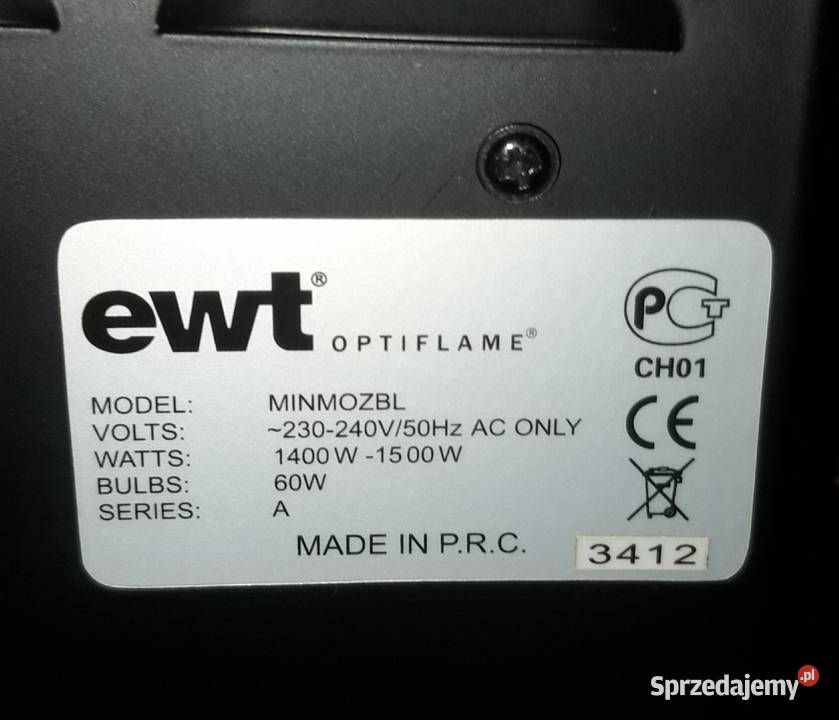 ewt® OPTIFLAME®
PCT
CH01
MODEL: MINMOZBL
VOLTS: ~230-240V/50Hz AC ONLY
WATTS: 1400W -1500W
BULBS: 60W
SERIES: A
CE
MADE IN P.R.C.
3412
Sprzedajemy.pl